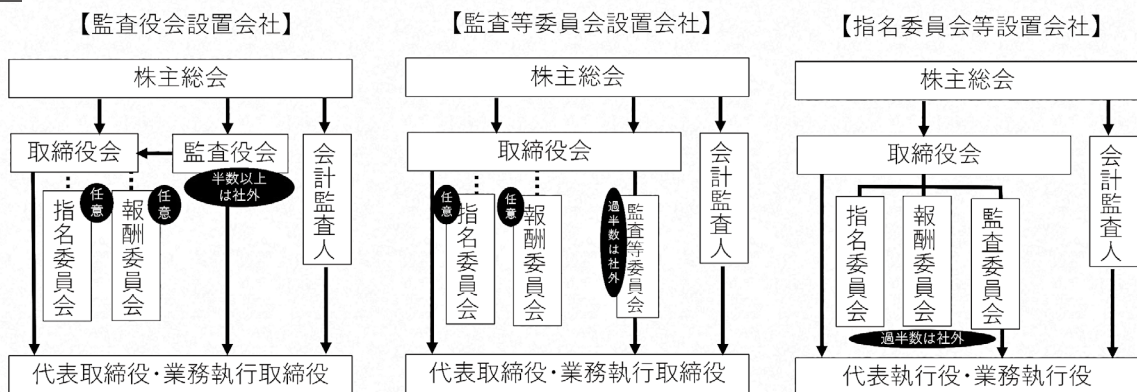 【監査役会設置会社】
株主総会
取締役会
監査役会
会計監査人
半数以上
は社外
任意
任意
指名委員会
報酬委員会
代表取締役・業務執行取締役
【監査等委員会設置会社】
株主総会
取締役会
会計監査人
任意
任意
過半数は社外
指名委員会
報酬委員会
監査等委員会
代表取締役・業務執行取締役
【指名委員会等設置会社】
株主総会
取締役会
会計監査人
指名委員会
報酬委員会
監査委員会
過半数は社外
代表執行役・業務執行役